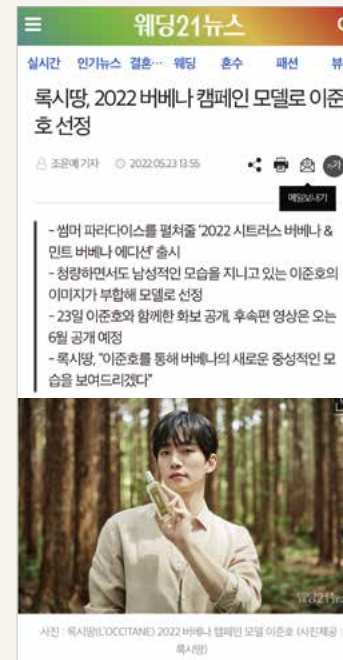 웨딩21뉴스
실시간 인기뉴스 결혼… 웨딩 혼수 패션 뷰
록시땅, 2022 버베나 캠페인 모델로 이준
호 선정
조윤예 기자 2022.05.23 13:55
가
메일보내기
- 썸머 파라다이스를 펼쳐줄 '2022 시트러스 버베나 &
민트 버베나 에디션' 출시
- 청량하면서도 남성적인 모습을 지니고 있는 이준호의
이미지가 부합해 모델로 선정
- 23일 이준호와 함께한 화보 공개, 후속편 영상은 오는
6월 공개 예정
- 록시땅, "이준호를 통해 버베나의 새로운 중성적인 모
습을 보여드리겠다"
웨딩21
사진 : 록시땅(L'OCCITANE) 2022 버베나 캠페인 모델 이준호 (사진제공 :
록시땅)